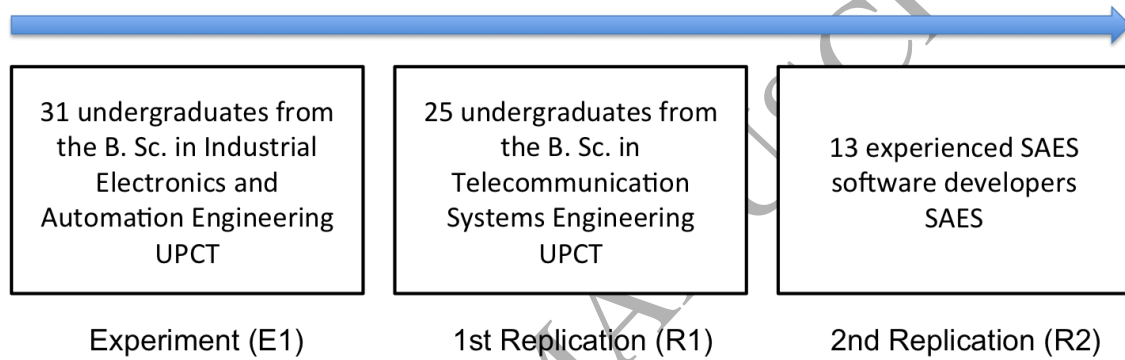 31 undergraduates from
the B. Sc. in Industrial
Electronics and
Automation Engineering
UPCT
25 undergraduates from
the B. Sc. in
Telecommunication
Systems Engineering
UPCT
13 experienced SAES
software developers
SAES
Experiment (E1)
1st Replication (R1)
2nd Replication (R2)